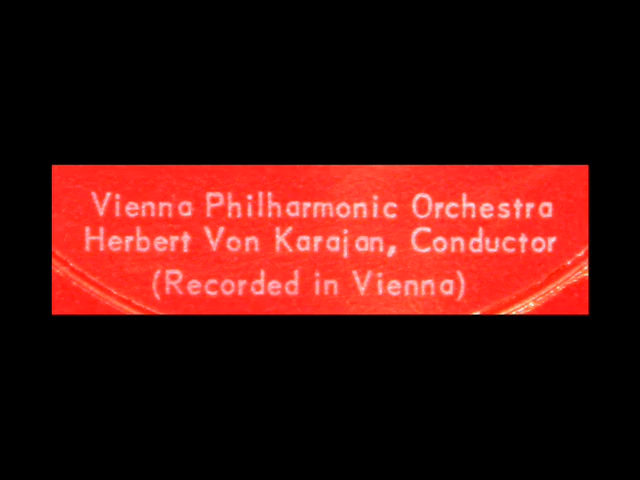 Vienna Philharmonic Orchestra
Herbert Von Karajan, Conductor
(Recorded in Vienna)